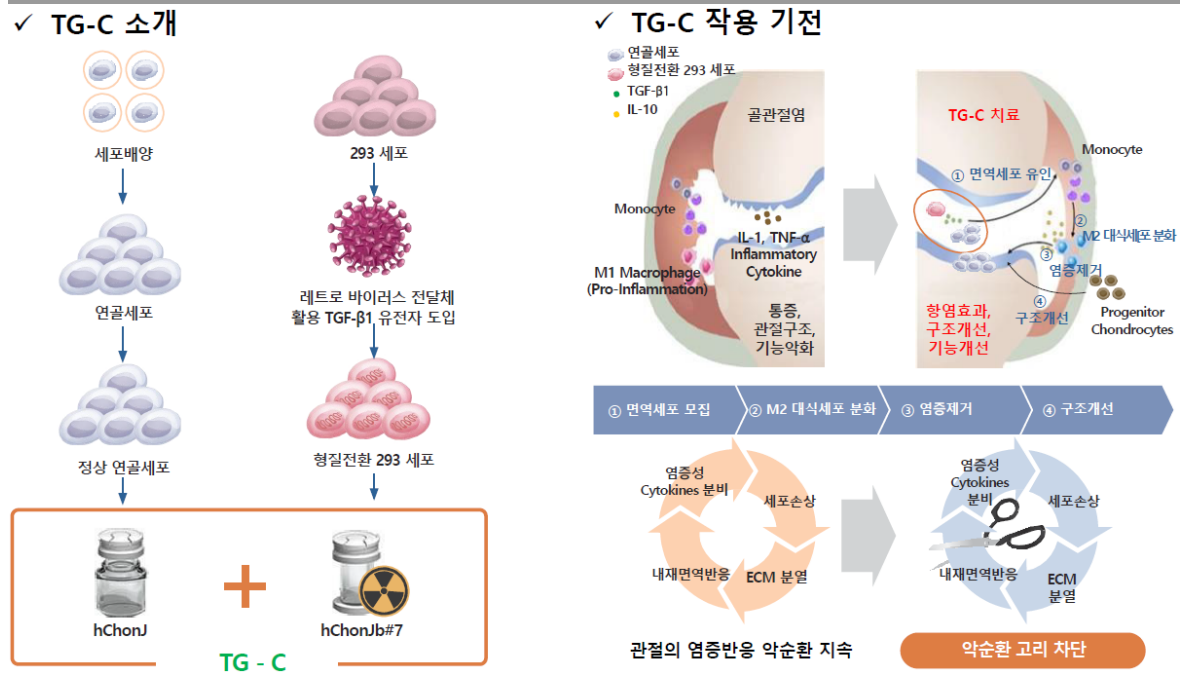 ✓ TG-C 소개
세포배양
연골세포
정상 연골세포
293 세포
레트로 바이러스 전달체
활용 TGF-β1 유전자 도입
형질전환 293 세포
hChonJ
+
hChonJb#7
TG - C
✓ TG-C 작용 기전
연골세포
형질전환 293 세포
TGF-β1
IL-10
골관절염
Monocyte
IL-1, TNF-α
Inflammatory
Cytokine
M1 Macrophage
(Pro-Inflammation)
통증,
관절구조,
기능악화
TG-C 치료
Monocyte
① 면역세포 유인
②
M2 대식세포 분화
③
염증제거
④
구조개선
Progenitor
Chondrocytes
항염효과,
구조개선,
기능개선
① 면역세포 모집
② M2 대식세포 분화
③ 염증제거
④ 구조개선
염증성
Cytokines 분비
세포손상
내재면역반응
ECM 분열
관절의 염증반응 악순환 지속
염증성
Cytokines
분비
세포손상
내재면역반응
ECM
분열
악순환 고리 차단